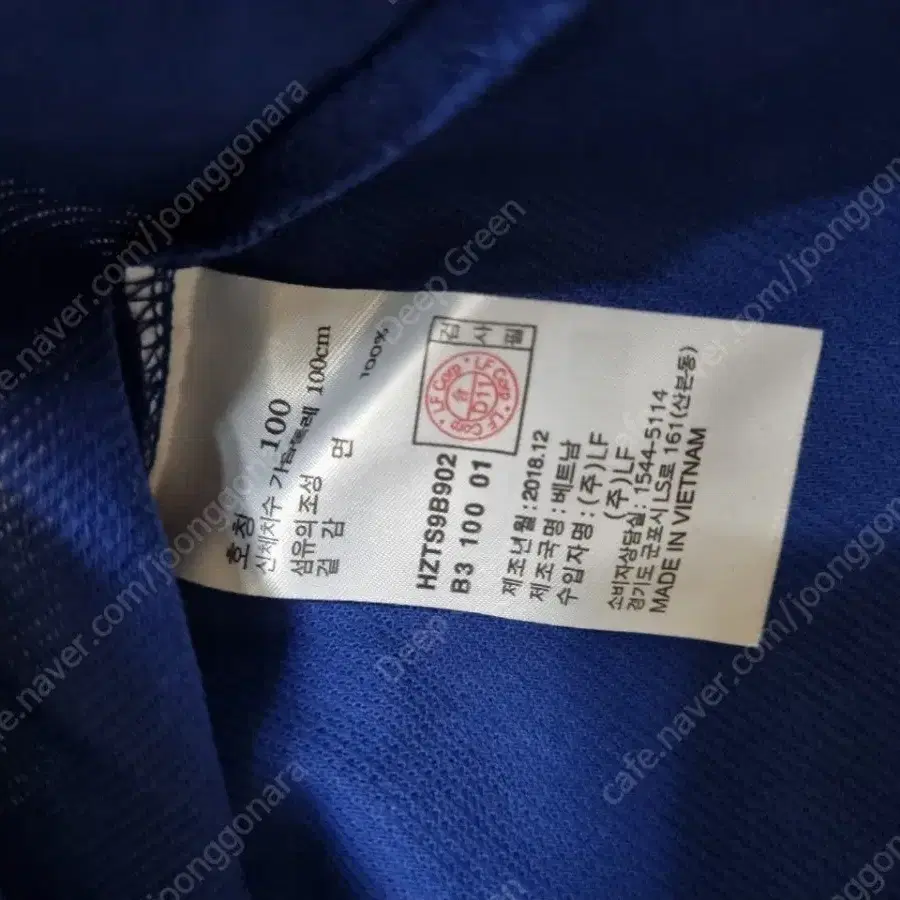 호칭 100
신체치수 가슴둘레 100cm
섬유의 조성
겉감 면 100%
검사필
LF Corp
D11
LF Corp
HZTS9B902
B3 100 01
제조년월 : 2018.12
제조국명 : 베트남
수입자명 : (주)LF
(주)LF
소비자상담실: 1544-5114
경기도 군포시 LS로 161(산본동)
MADE IN VIETNAM
cafe.naver.com/joonggonara
Deep Green